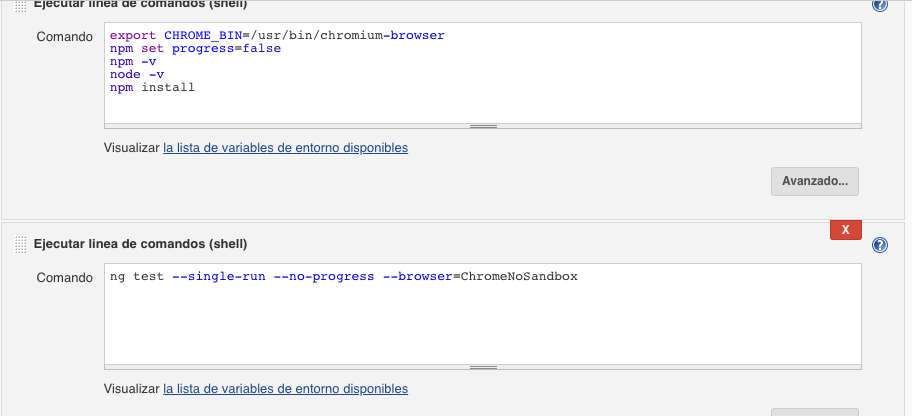 Ejecutar linea de comandos (shell)
?
Comando
export CHROME_BIN=/usr/bin/chromium-browser
npm set progress=false
npm -v
node -v
npm install
Visualizar la lista de variables de entorno disponibles
Avanzado...
X
Ejecutar linea de comandos (shell)
?
Comando
ng test --single-run --no-progress --browser=ChromeNoSandbox
Visualizar la lista de variables de entorno disponibles